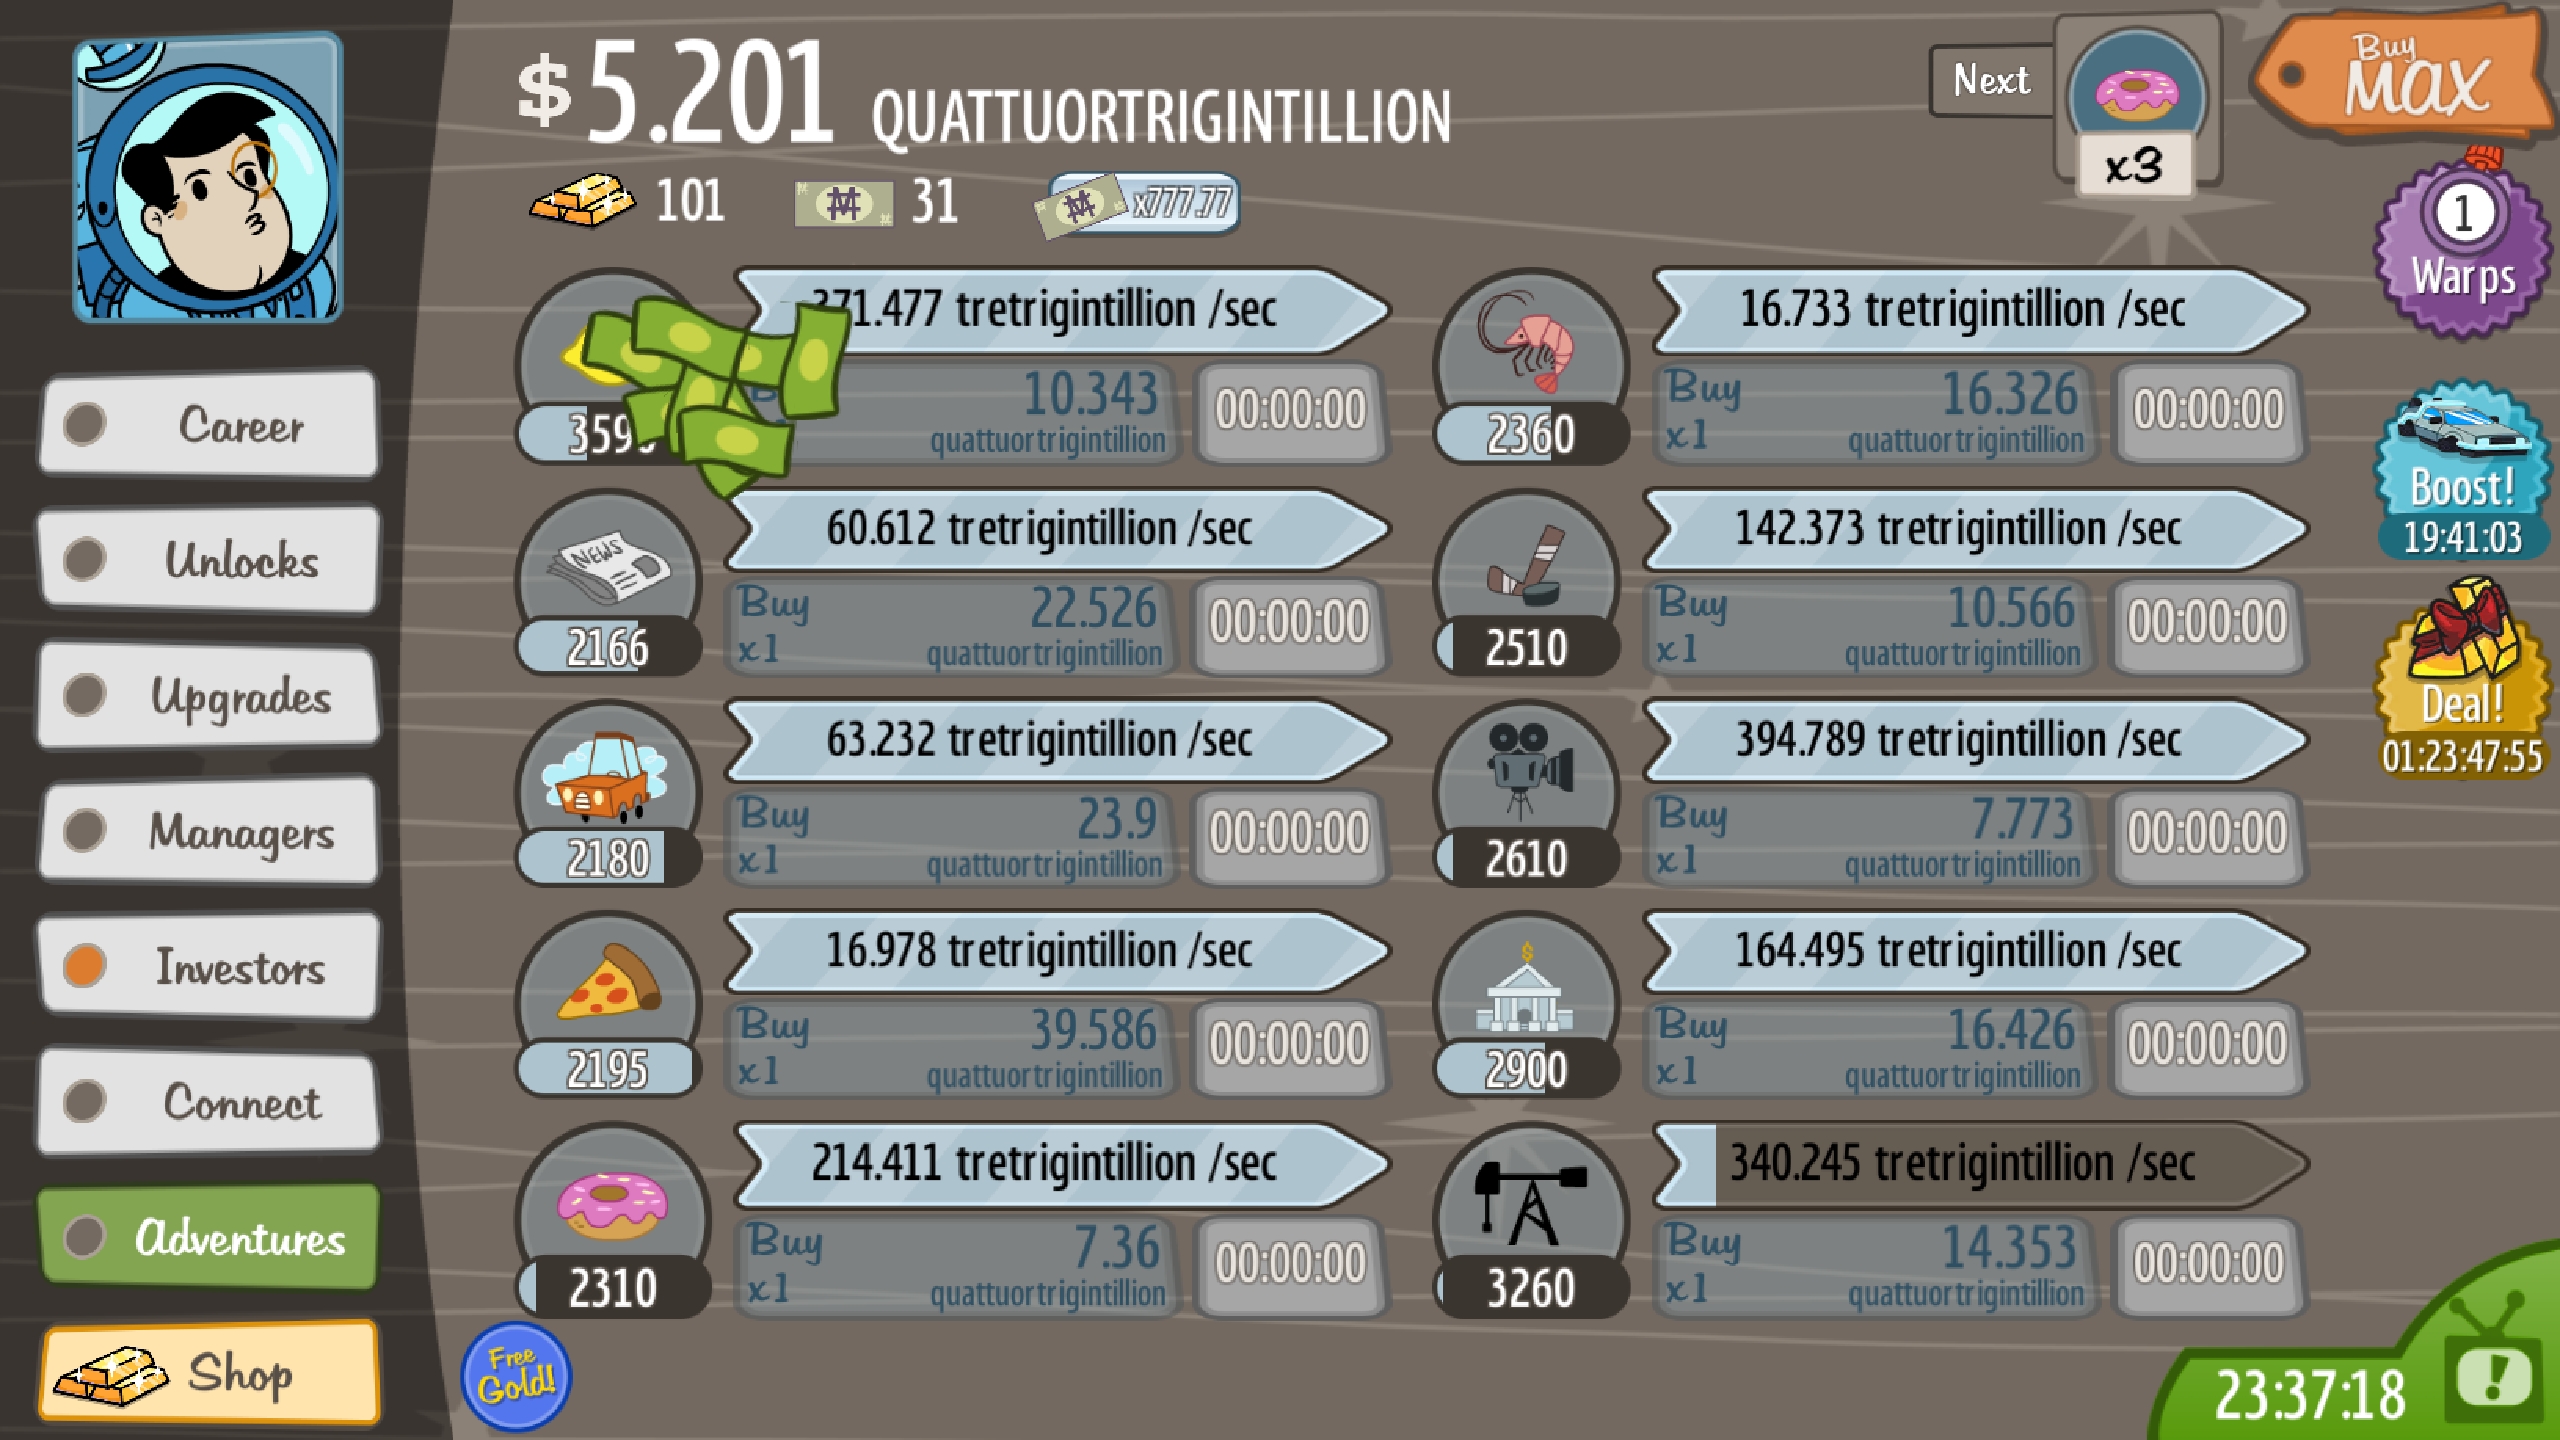 $ 5.201 QUATTUORTRIGINTILLION
Next
x3
Buy
MAX
101
31
x777.77
1
Warps
Boost!
19:41:03
Deal!
01:23:47:55
Career
Unlocks
Upgrades
Managers
Investors
Connect
Adventures
Shop
Free
Gold!
tretrigintillion /sec
10.343
quattuortrigintillion
00:00:00
16.733 tretrigintillion /sec
2360
Buy
x1
16.326
quattuortrigintillion
00:00:00
NEWS
2166
60.612 tretrigintillion /sec
Buy
x1
22.526
quattuortrigintillion
00:00:00
2510
142.373 tretrigintillion /sec
Buy
x1
10.566
quattuortrigintillion
00:00:00
2180
63.232 tretrigintillion /sec
Buy
x1
23.9
quattuortrigintillion
00:00:00
2610
394.789 tretrigintillion /sec
Buy
x1
7.773
quattuortrigintillion
00:00:00
2195
16.978 tretrigintillion /sec
Buy
x1
39.586
quattuortrigintillion
00:00:00
$
2900
164.495 tretrigintillion /sec
Buy
x1
16.426
quattuortrigintillion
00:00:00
2310
214.411 tretrigintillion /sec
Buy
x1
7.36
quattuortrigintillion
00:00:00
3260
340.245 tretrigintillion /sec
Buy
x1
14.353
quattuortrigintillion
00:00:00
23:37:18
!